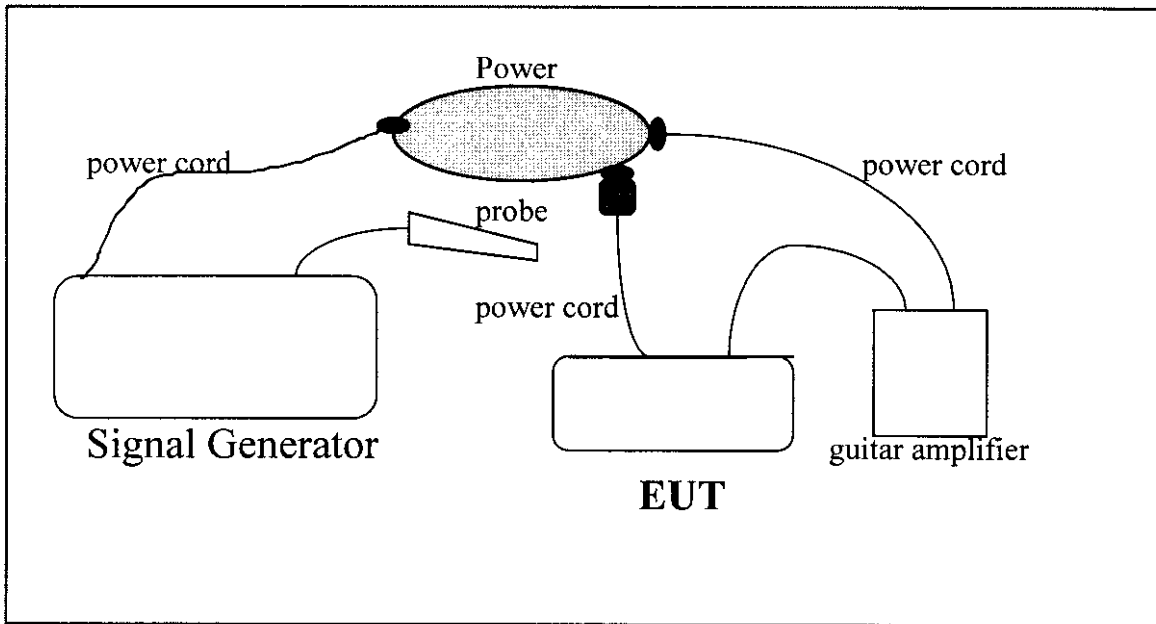 Power
power cord
power cord
probe
power cord
Signal Generator
guitar amplifier
EUT